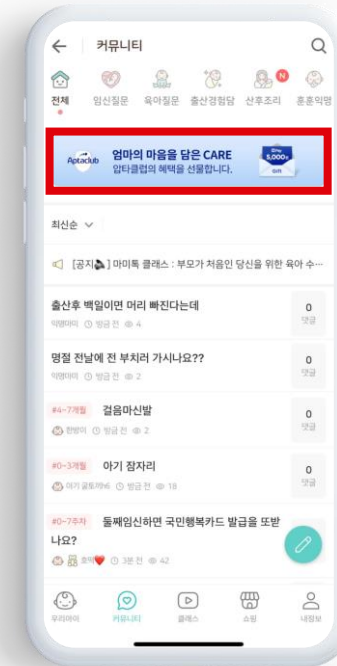 커뮤니티
전체 임신질문 육아질문 출산경험담 산후조리 훈훈익명
N
Aptaclub 엄마의 마음을 담은 CARE
압타클럽의 혜택을 선물합니다.
5,000
GIFT
최신순
[공지] 마미톡 클래스 : 부모가 처음인 당신을 위한 육아 수…
출산후 백일이면 머리 빠진다는데
익명마미 방금 전 4
0
댓글
명절 전날에 전 부치러 가시나요??
익명마미 방금 전 2
0
댓글
#4~7개월 걸음마신발
방금 전 2
0
댓글
#0~3개월 아기 잠자리
방금 전 18
0
댓글
#0~7주차 둘째임신하면 국민행복카드 발급을 또받
나요?
3분 전 42
우리아이 커뮤니티 클래스 쇼핑 내정보